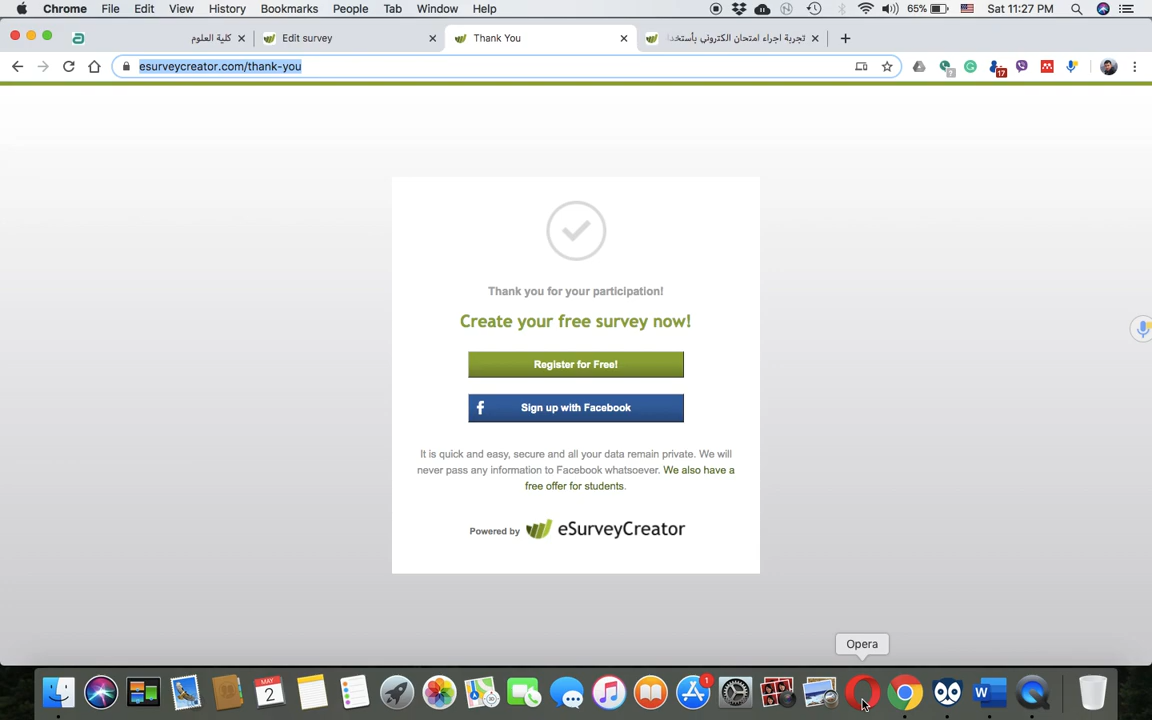 Chrome File Edit View History Bookmarks People Tab Window Help 65% Sat 11:27 PM
كلية العلوم Edit survey Thank You تجربة اجراء امتحان الكتروني بأستخدا
esurveycreator.com/thank-you 17
Thank you for your participation!
Create your free survey now!
Register for Free!
Sign up with Facebook
It is quick and easy, secure and all your data remain private. We will
never pass any information to Facebook whatsoever. We also have a
free offer for students.
Powered by eSurveyCreator
Opera
MAY
2
1
W